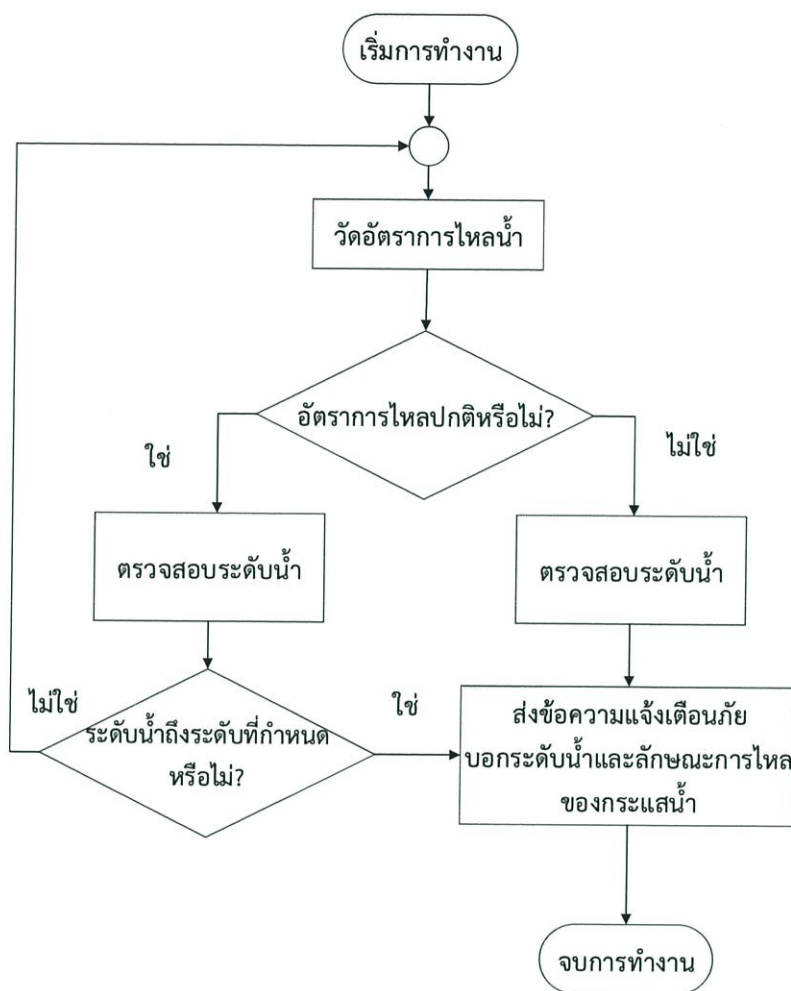 เริ่มการทำงาน
วัดอัตราการไหลน้ำ
อัตราการไหลปกติหรือไม่?
ใช่
ไม่ใช่
ตรวจสอบระดับน้ำ
ตรวจสอบระดับน้ำ
ไม่ใช่
ระดับน้ำถึงระดับที่กำหนด
หรือไม่?
ใช่
ส่งข้อความแจ้งเตือนภัย
บอกระดับน้ำและลักษณะการไหล
ของกระแสน้ำ
จบการทำงาน